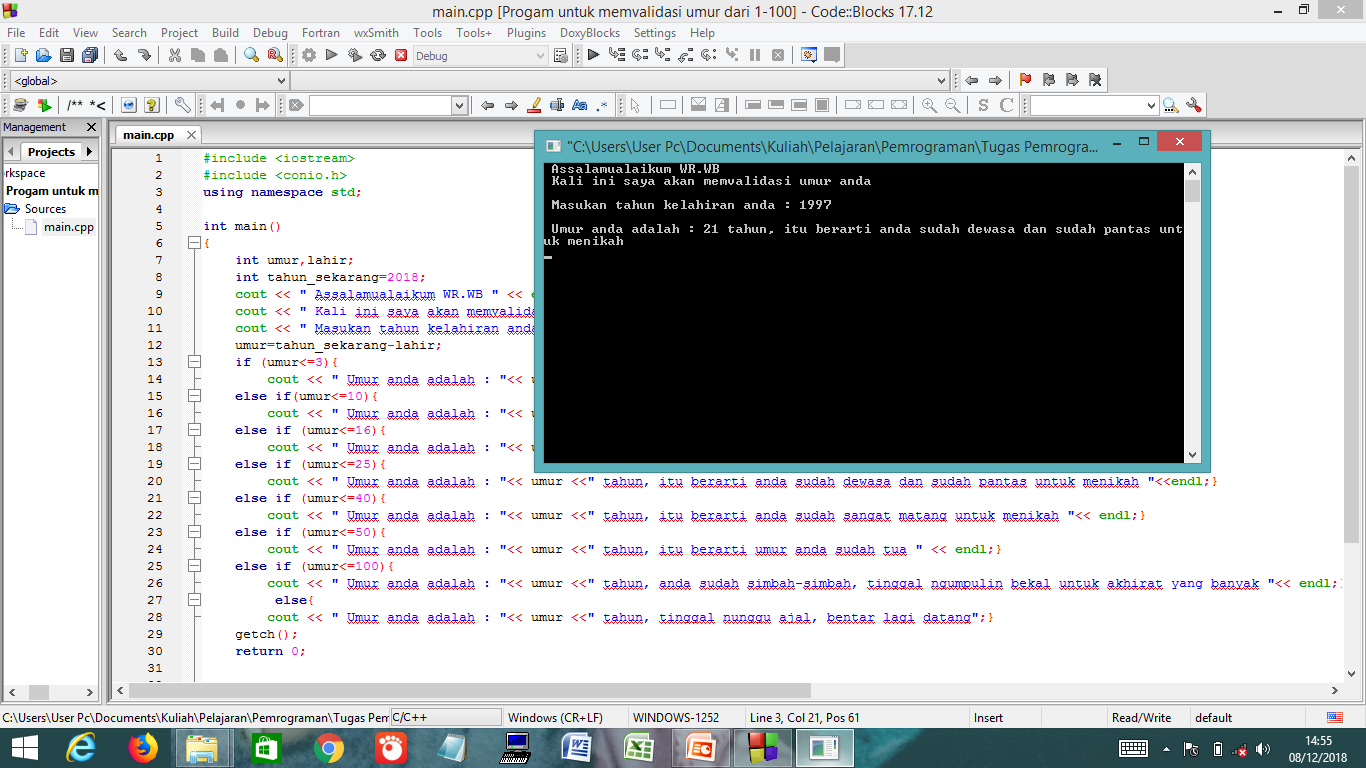 main.cpp [Progam untuk memvalidasi umur dari 1-100] - Code::Blocks 17.12
File Edit View Search Project Build Debug Fortran wxSmith Tools Tools+ Plugins DoxyBlocks Settings Help
Debug
<global>
/** *<
S C
Management
Projects
main.cpp
rkspace
Progam untuk m
Sources
main.cpp
1 #include <iostream>
2 #include <conio.h>
3 using namespace std;
4
5 int main()
6 {
7 int umur,lahir;
8 int tahun_sekarang=2018;
9 cout << " Assalamualaikum WR.WB " << e
10 cout << " Kali ini saya akan memvalida
11 cout << " Masukan tahun kelahiran anda
12 umur=tahun_sekarang-lahir;
13 if (umur<=3){
14 cout << " Umur anda adalah : "<< u
15 else if(umur<=10){
16 cout << " Umur anda adalah : "<< u
17 else if (umur<=16){
18 cout << " Umur anda adalah : "<< u
19 else if (umur<=25){
20 cout << " Umur anda adalah : "<< umur <<" tahun, itu berarti anda sudah dewasa dan sudah pantas untuk menikah "<<endl;}
21 else if (umur<=40){
22 cout << " Umur anda adalah : "<< umur <<" tahun, itu berarti anda sudah sangat matang untuk menikah "<< endl;}
23 else if (umur<=50){
24 cout << " Umur anda adalah : "<< umur <<" tahun, itu berarti umur anda sudah tua " << endl;}
25 else if (umur<=100){
26 cout << " Umur anda adalah : "<< umur <<" tahun, anda sudah simbah-simbah, tinggal ngumpulin bekal untuk akhirat yang banyak "<< endl;
27 else{
28 cout << " Umur anda adalah : "<< umur <<" tahun, tinggal nunggu ajal, bentar lagi datang";}
29 getch();
30 return 0;
31
"C:\Users\User Pc\Documents\Kuliah\Pelajaran\Pemrograman\Tugas Pemrogra...
Assalamualaikum WR.WB
Kali ini saya akan memvalidasi umur anda
Masukan tahun kelahiran anda : 1997
Umur anda adalah : 21 tahun, itu berarti anda sudah dewasa dan sudah pantas unt
uk menikah
C:\Users\User Pc\Documents\Kuliah\Pelajaran\Pemrograman\Tugas Pem C/C++ Windows (CR+LF) WINDOWS-1252 Line 3, Col 21, Pos 61 Insert Read/Write default
14:55
08/12/2018